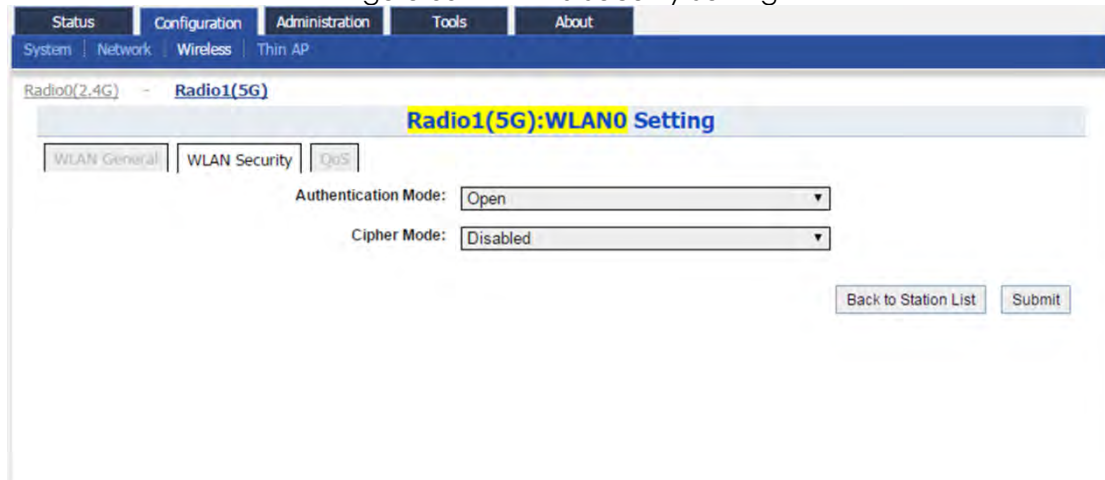 Status Configuration Administration Tools About
System | Network | Wireless | Thin AP
Radio0(2.4G) - Radio1(5G)
Radio1(5G):WLAN0 Setting
WLAN General WLAN Security QoS
Authentication Mode: Open
Cipher Mode: Disabled
Back to Station List Submit